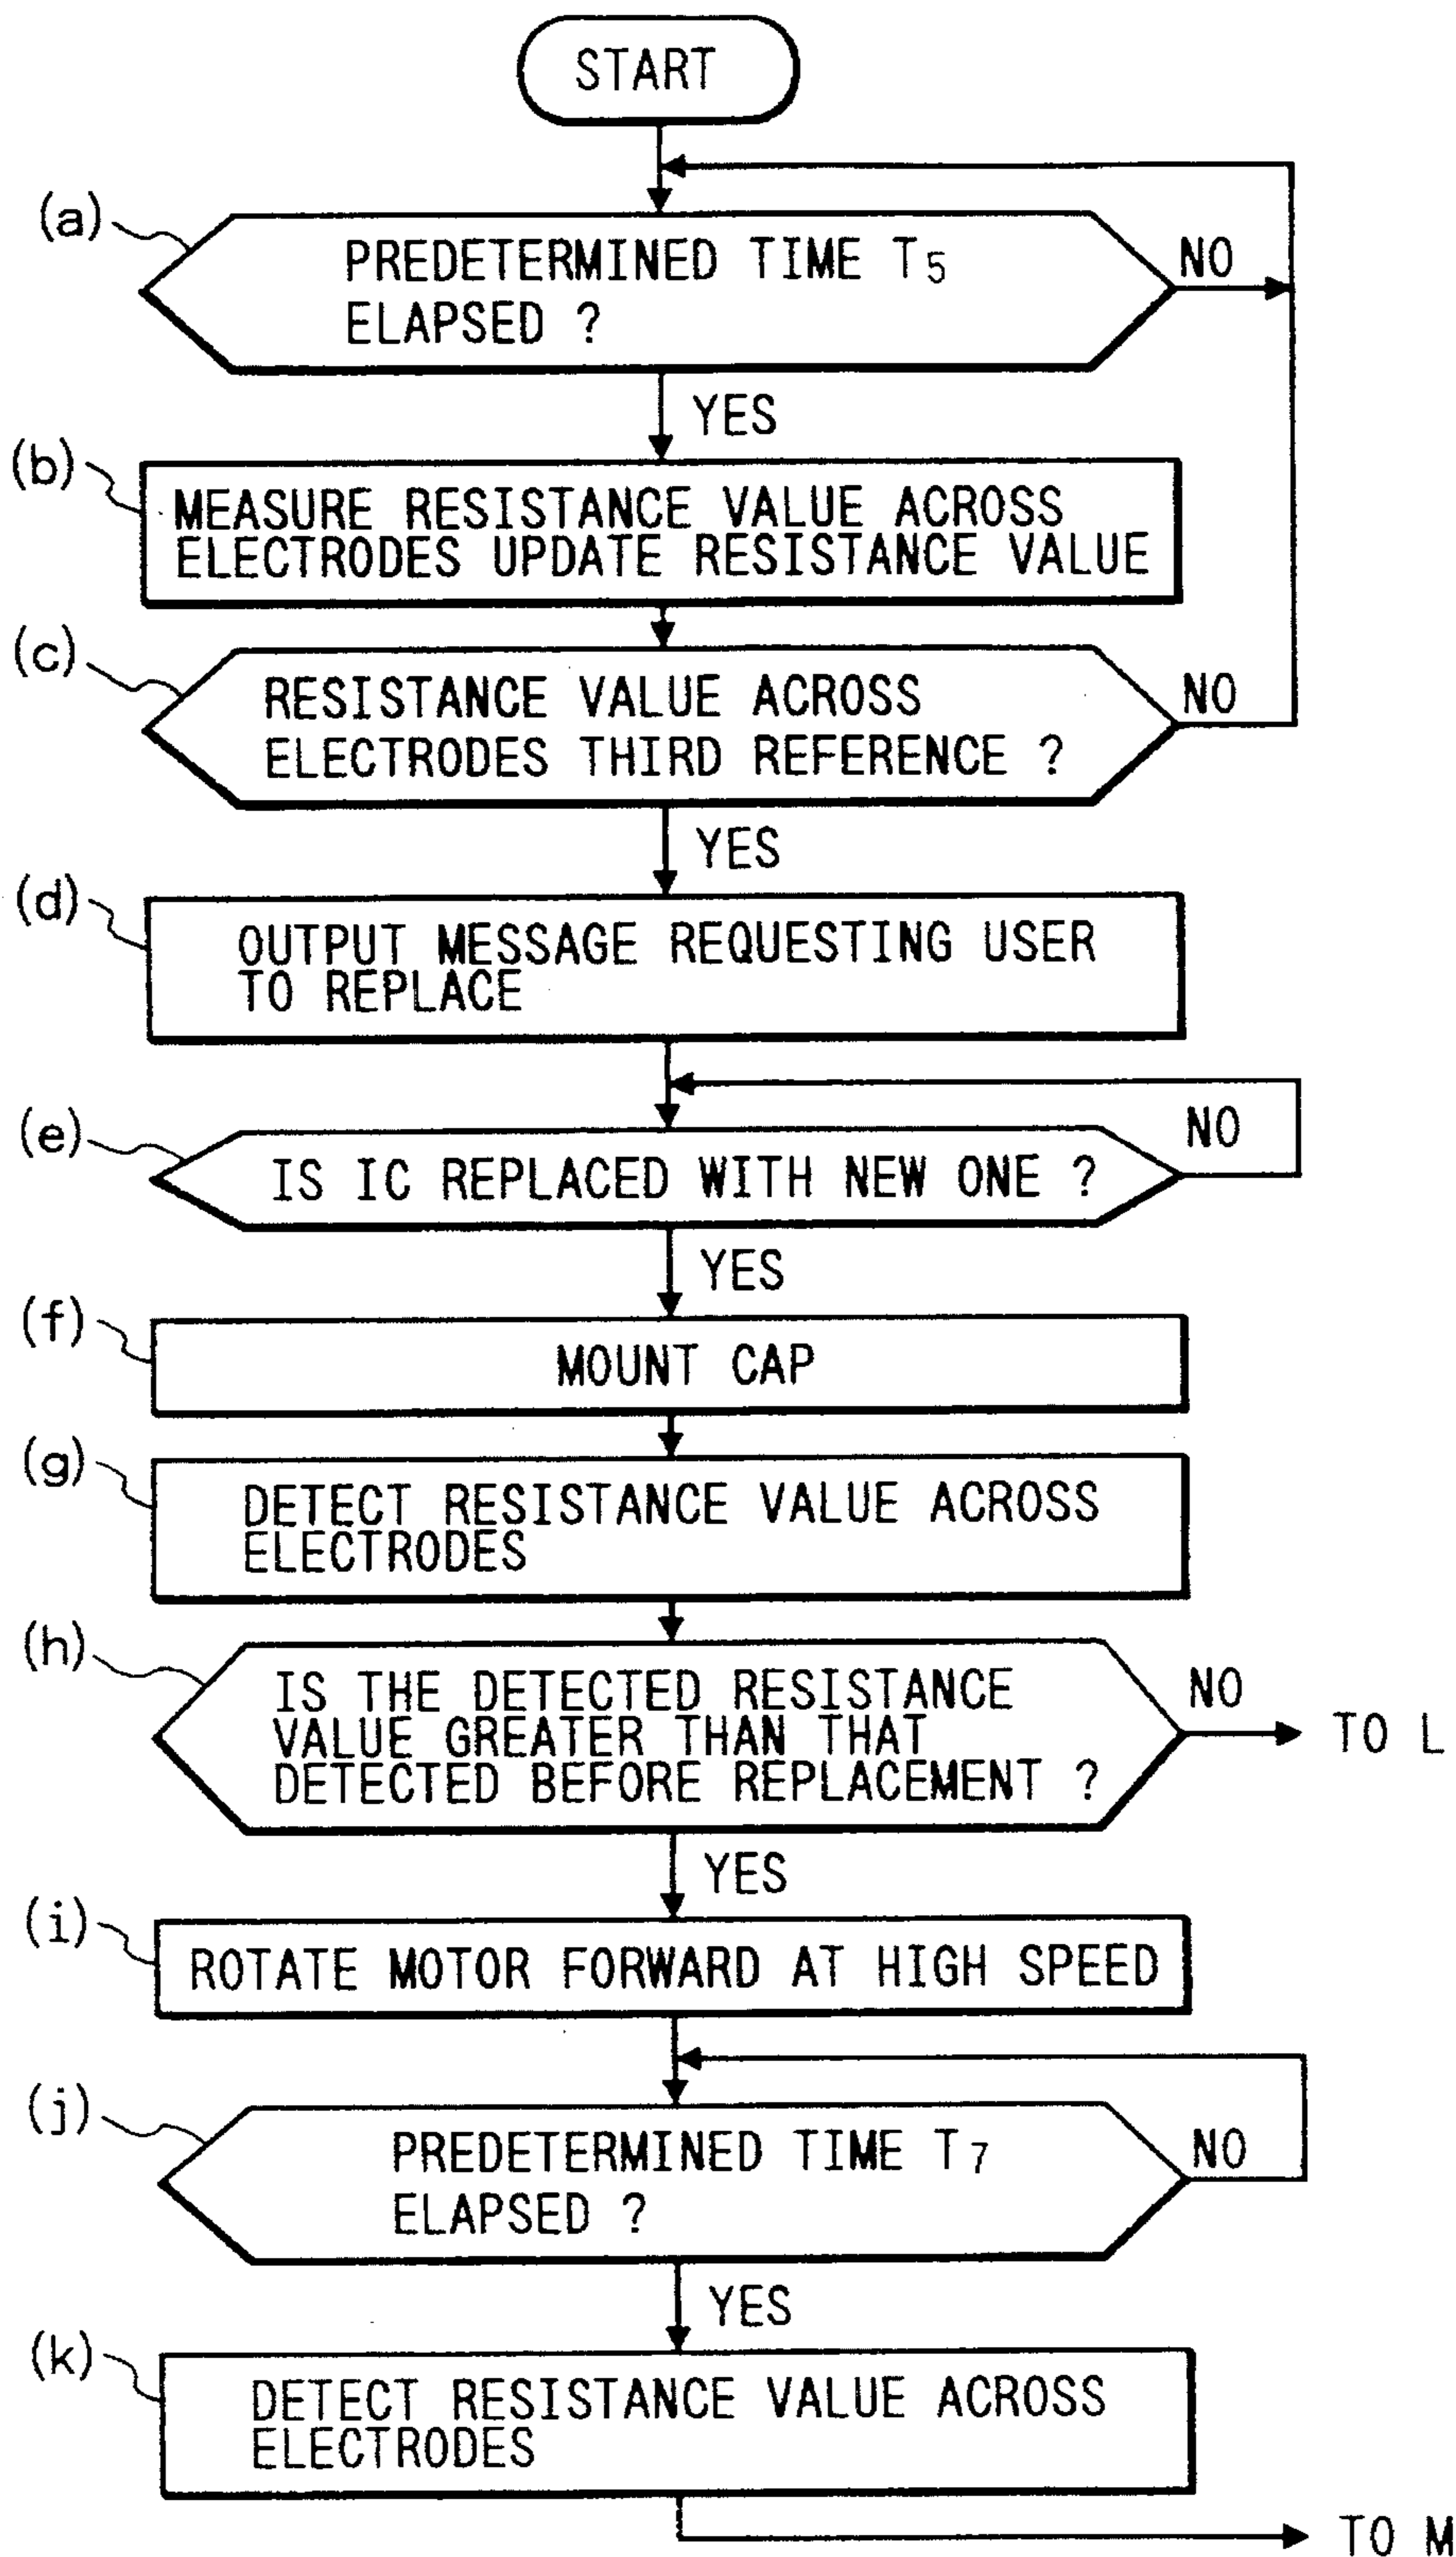 START
(a)
PREDETERMINED TIME T5
ELAPSED ?
NO
YES
(b)
MEASURE RESISTANCE VALUE ACROSS
ELECTRODES UPDATE RESISTANCE VALUE
(c)
RESISTANCE VALUE ACROSS
ELECTRODES THIRD REFERENCE ?
NO
YES
(d)
OUTPUT MESSAGE REQUESTING USER
TO REPLACE
(e)
IS IC REPLACED WITH NEW ONE ?
NO
YES
(f)
MOUNT CAP
(g)
DETECT RESISTANCE VALUE ACROSS
ELECTRODES
(h)
IS THE DETECTED RESISTANCE
VALUE GREATER THAN THAT
DETECTED BEFORE REPLACEMENT ?
NO
TO L
YES
(i)
ROTATE MOTOR FORWARD AT HIGH SPEED
(j)
PREDETERMINED TIME T7
ELAPSED ?
NO
YES
(k)
DETECT RESISTANCE VALUE ACROSS
ELECTRODES
TO M